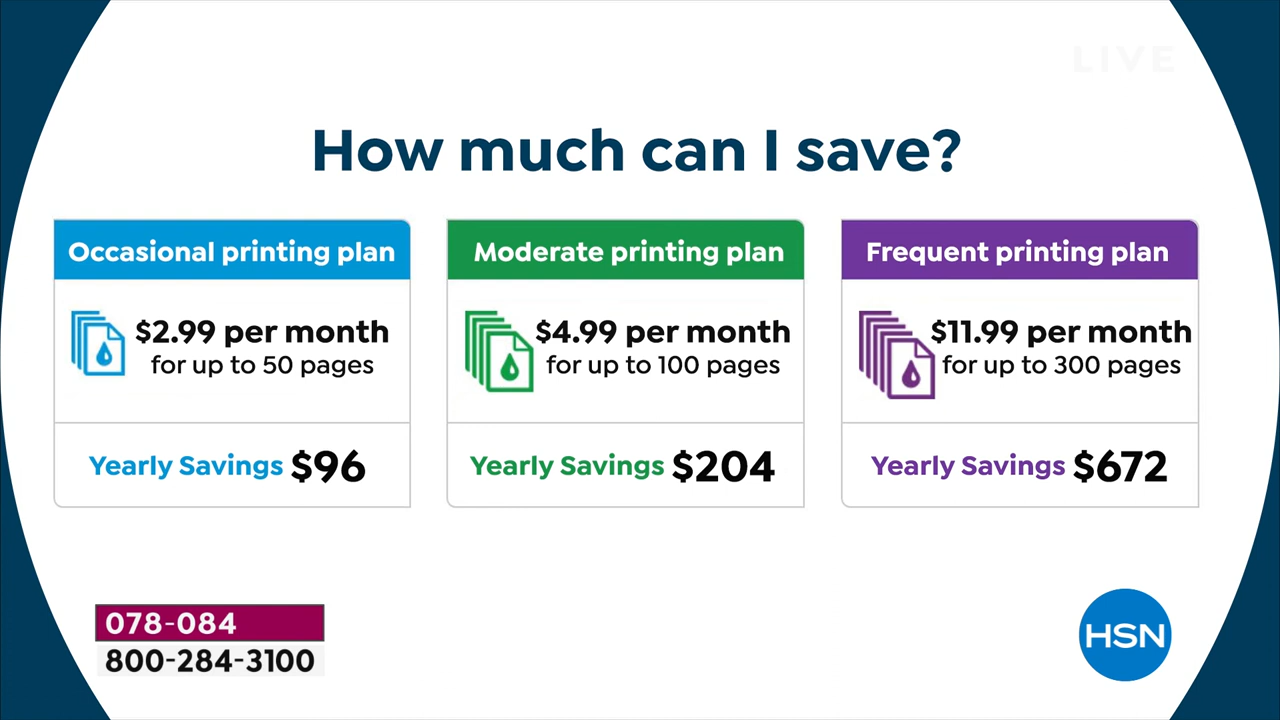 LIVE
How much can I save?
Occasional printing plan
$2.99 per month
for up to 50 pages
Yearly Savings $96
Moderate printing plan
$4.99 per month
for up to 100 pages
Yearly Savings $204
Frequent printing plan
$11.99 per month
for up to 300 pages
Yearly Savings $672
078-084
800-284-3100
HSN